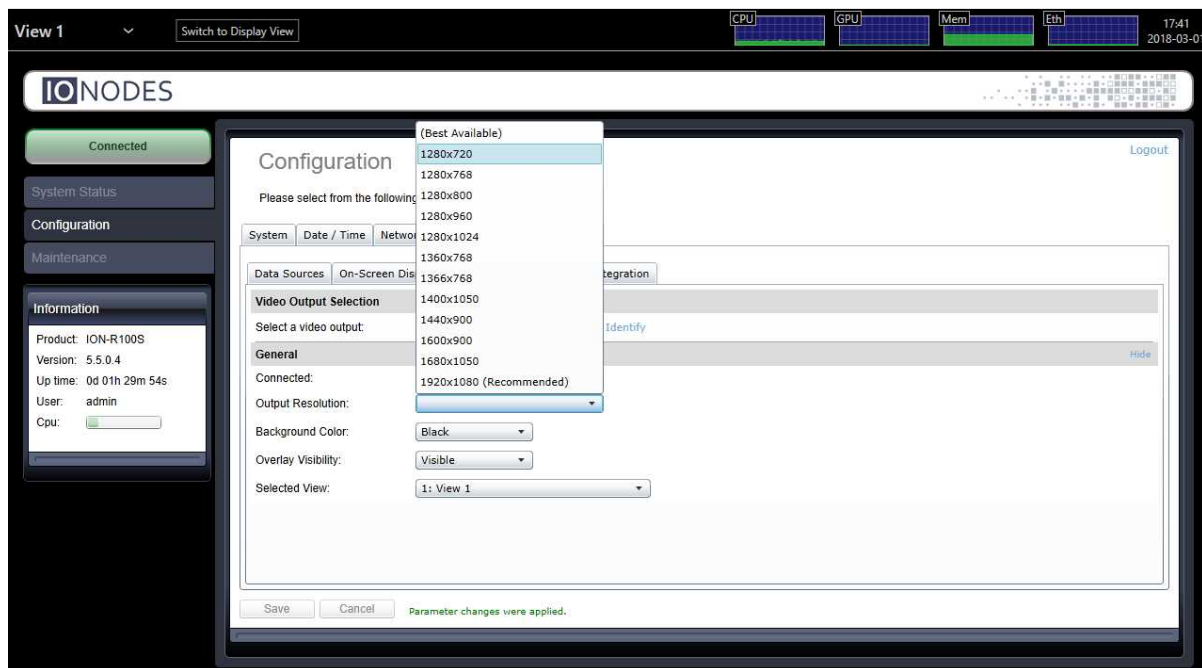 View 1
Switch to Display View
CPU
GPU
Mem
Eth
17:41
2018-03-01
IONODES
Connected
System Status
Configuration
Maintenance
Information
Product: ION-R100S
Version: 5.5.0.4
Up time: 0d 01h 29m 54s
User: admin
Cpu:
Configuration
Logout
Please select from the following
System
Date / Time
Data Sources
tegration
Video Output Selection
Select a video output:
Identify
General
Hide
Connected:
Output Resolution:
(Best Available)
1280x720
1280x768
1280x800
1280x960
1280x1024
1360x768
1366x768
1400x1050
1440x900
1600x900
1680x1050
1920x1080 (Recommended)
Background Color: Black
Overlay Visibility: Visible
Selected View: 1: View 1
Save
Cancel
Parameter changes were applied.